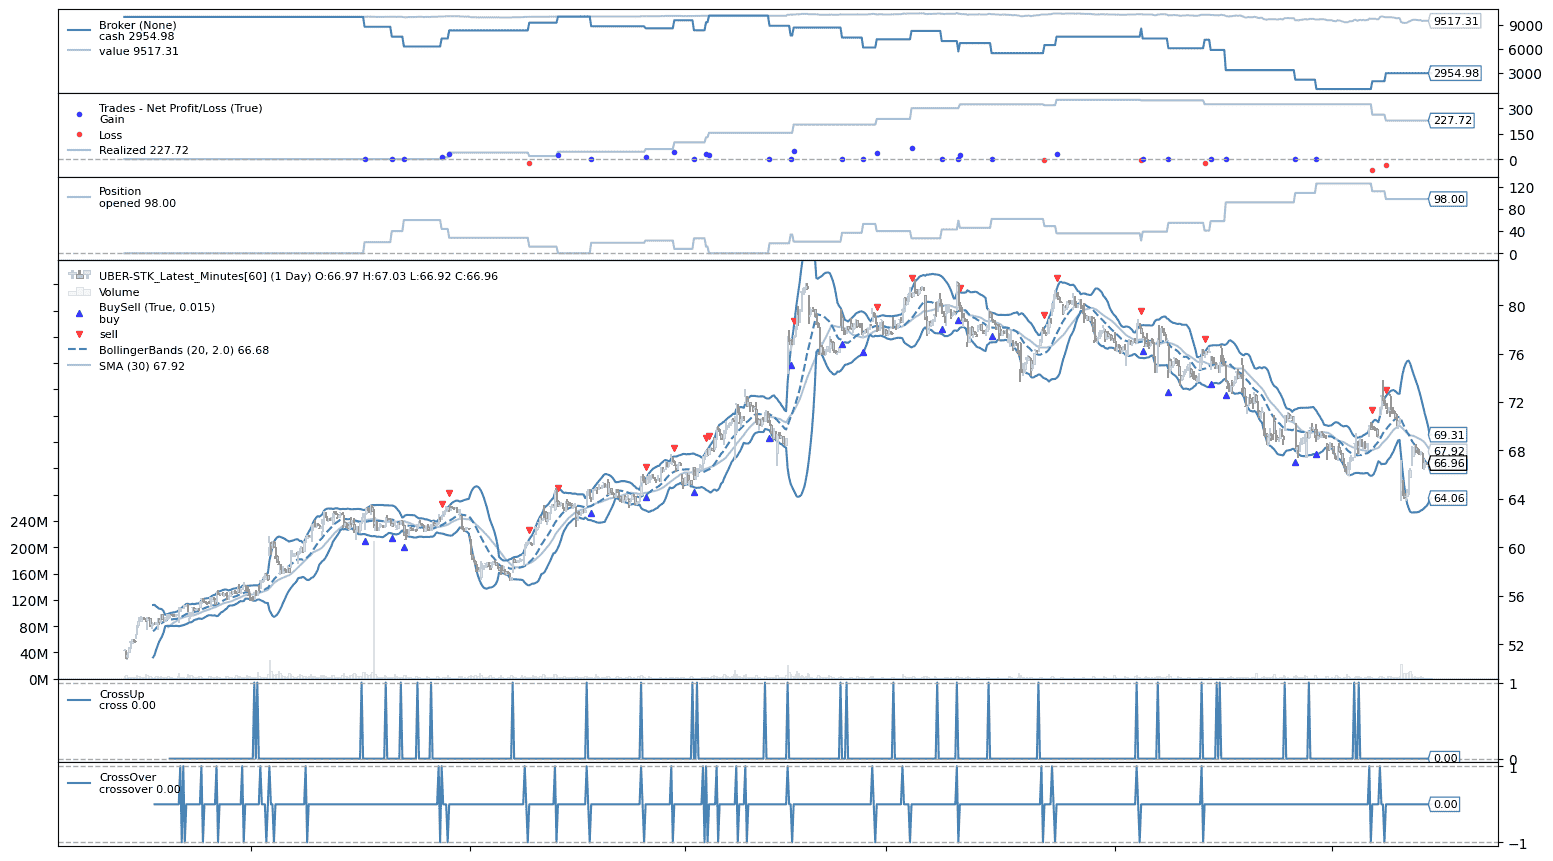 Broker (None)
cash 2954.98
value 9517.31
9517.31
2954.98
9000
6000
3000
Trades - Net Profit/Loss (True)
Gain
Loss
Realized 227.72
227.72
300
150
0
Position
opened 98.00
98.00
120
80
40
0
UBER-STK_Latest_Minutes[60] (1 Day) O:66.97 H:67.03 L:66.92 C:66.96
Volume
BuySell (True, 0.015)
buy
sell
BollingerBands (20, 2.0) 66.68
SMA (30) 67.92
240M
200M
160M
120M
80M
40M
0M
80
76
72
68
64
60
56
52
69.31
67.92
66.96
64.06
CrossUp
cross 0.00
0.00
1
0
CrossOver
crossover 0.00
0.00
1
−1